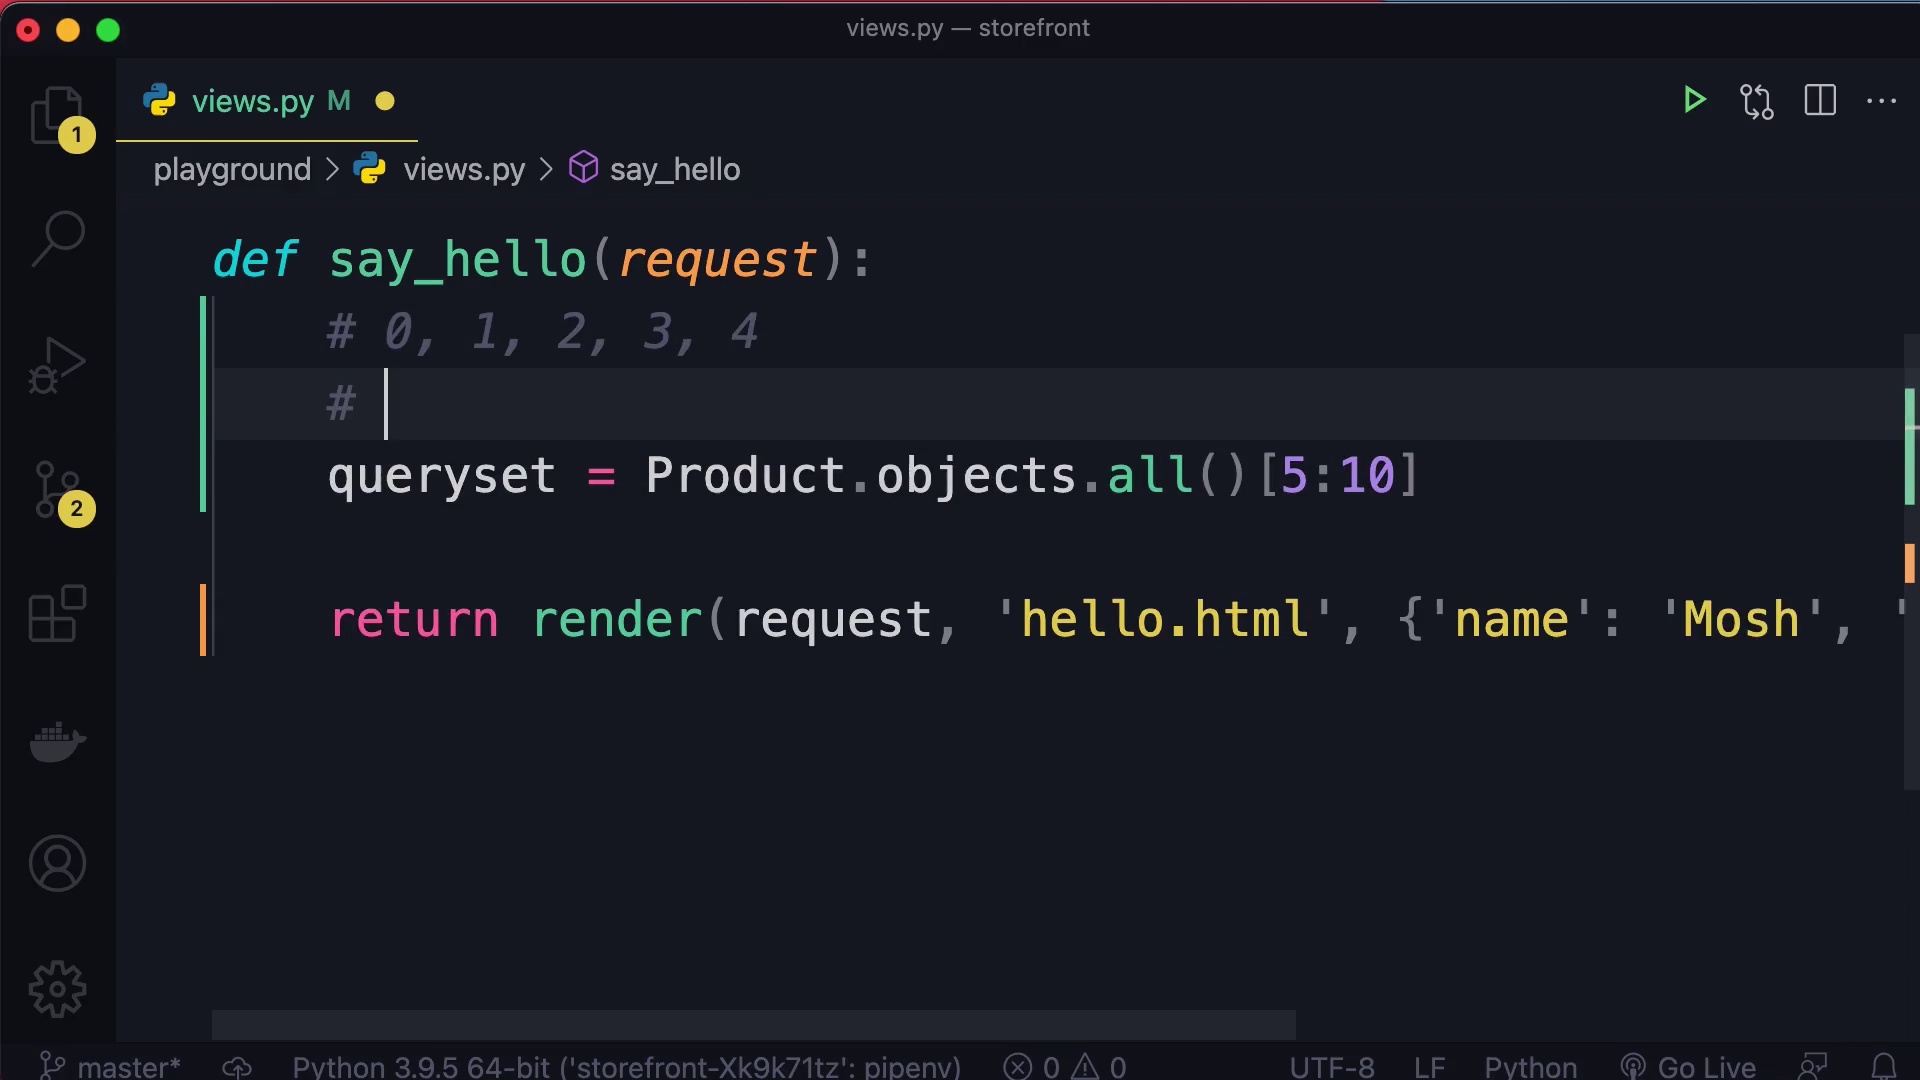 views.py — storefront
views.py M
1
playground > views.py > say_hello
def say_hello(request):
# 0, 1, 2, 3, 4
#
queryset = Product.objects.all()[5:10]
2
return render(request, 'hello.html', {'name': 'Mosh', '
master* Python 3.9.5 64-bit ('storefront-Xk9k71tz': pipenv) 0 0 UTF-8 LF Python Go Live